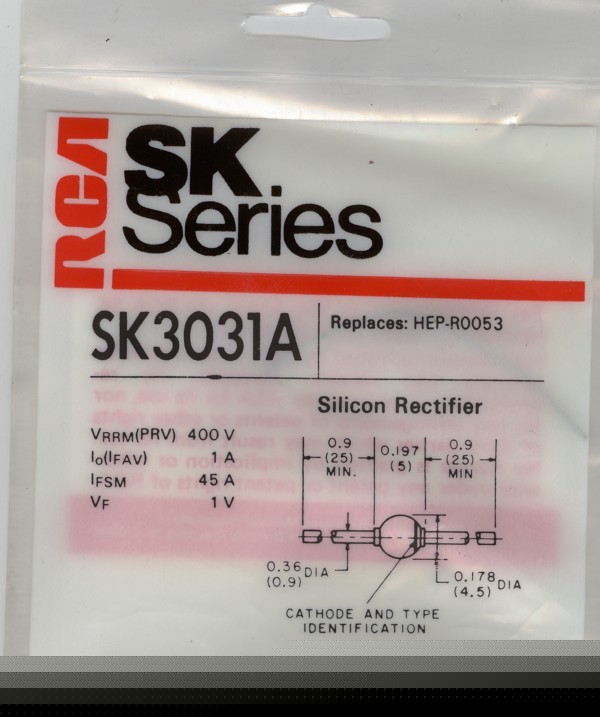 RCA
SK
Series
SK3031A
Replaces: HEP-R0053
Silicon Rectifier
VRRM(PRV) 400 V
Io(IFAV) 1 A
IFSM 45 A
VF 1 V
0.9
(25)
MIN.
0.197
(5)
0.9
(25)
MIN
0.36 DIA
(0.9)
0.178 DIA
(4.5)
CATHODE AND TYPE
IDENTIFICATION